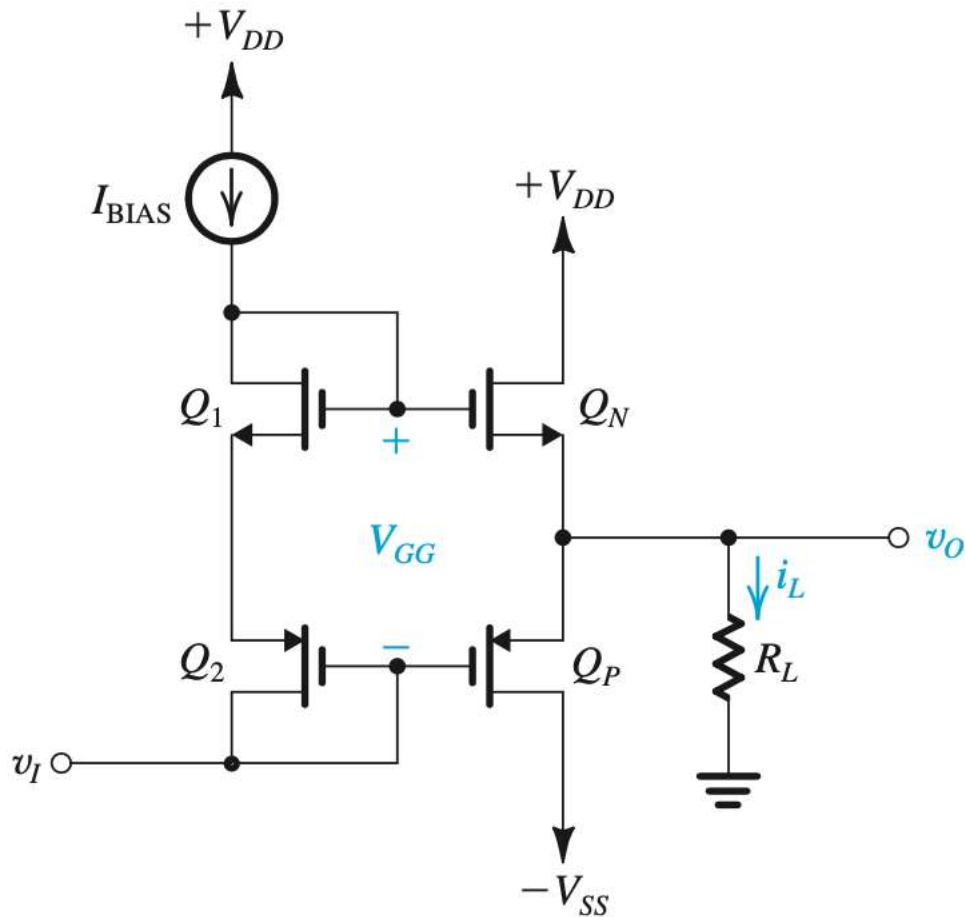 +V_DD
I_BIAS
+V_DD
Q_1
Q_N
+
V_GG
v_O
i_L
−
Q_2
Q_P
R_L
v_I
−V_SS